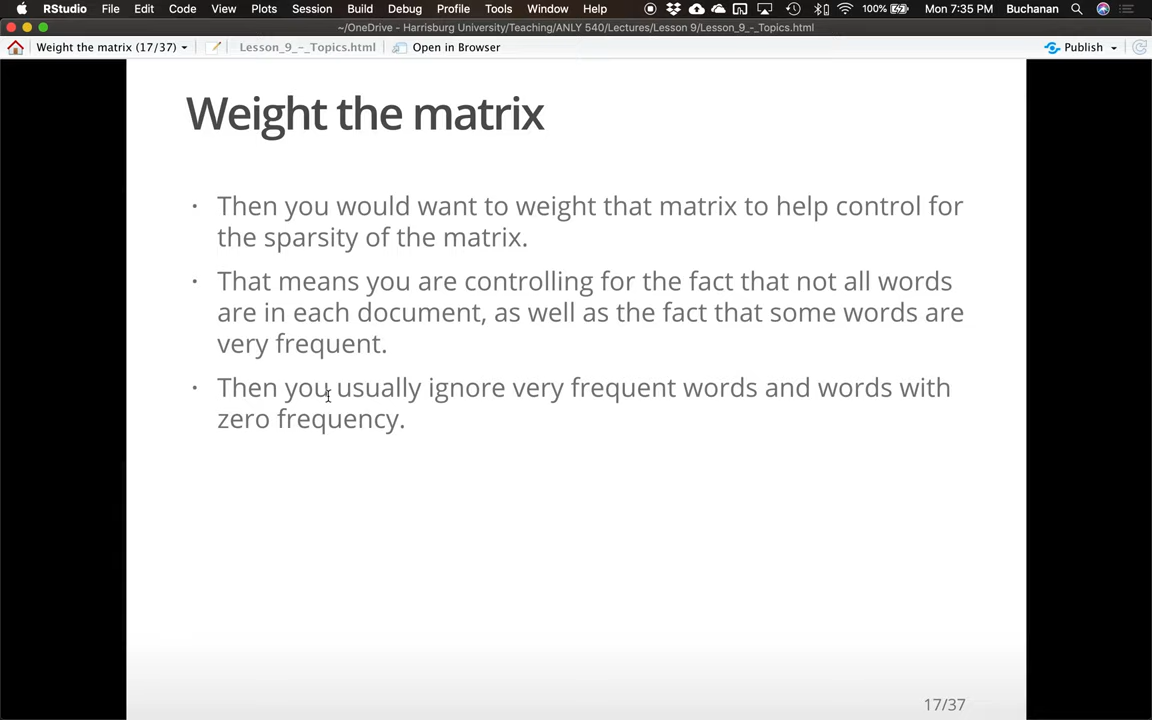 RStudio File Edit Code View Plots Session Build Debug Profile Tools Window Help 100% Mon 7:35 PM Buchanan
~/OneDrive - Harrisburg University/Teaching/ANLY 540/Lectures/Lesson 9/Lesson_9_-_Topics.html
Weight the matrix (17/37) Lesson_9_-_Topics.html Open in Browser Publish
Weight the matrix
• Then you would want to weight that matrix to help control for
the sparsity of the matrix.
• That means you are controlling for the fact that not all words
are in each document, as well as the fact that some words are
very frequent.
• Then you usually ignore very frequent words and words with
zero frequency.
17/37